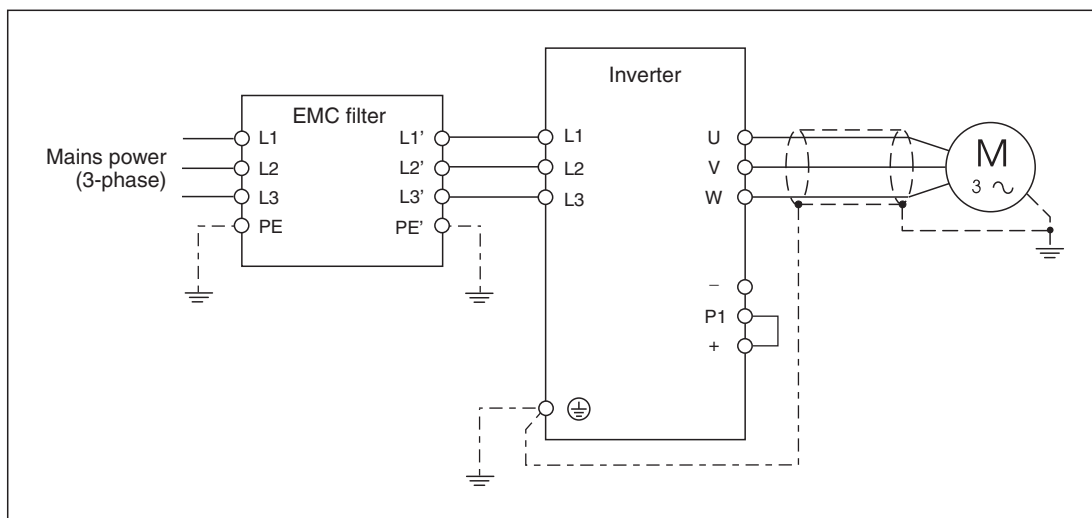 Inverter
EMC filter
Mains power
(3-phase)
L1
L2
L3
PE
L1’
L2’
L3’
PE’
L1
L2
L3
U
V
W
−
P1
+
M
3 ~